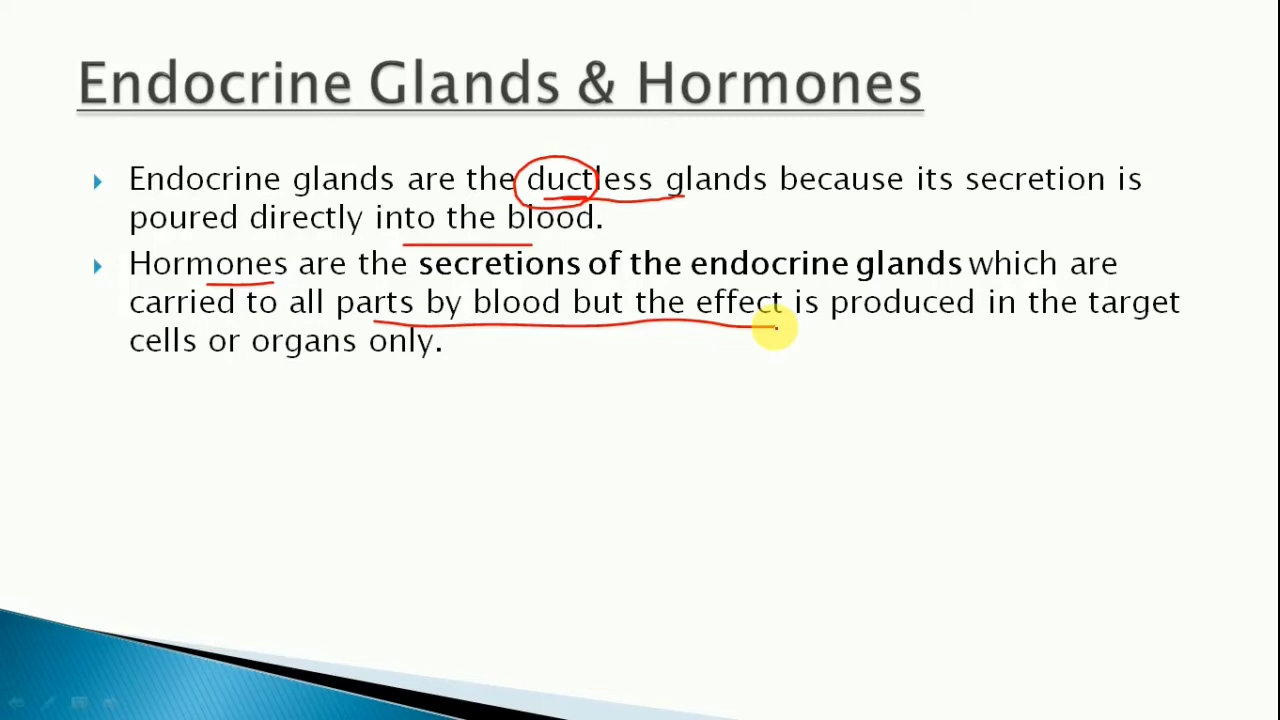 Endocrine Glands & Hormones
Endocrine glands are the ductless glands because its secretion is
poured directly into the blood.
Hormones are the secretions of the endocrine glands which are
carried to all parts by blood but the effect is produced in the target
cells or organs only.